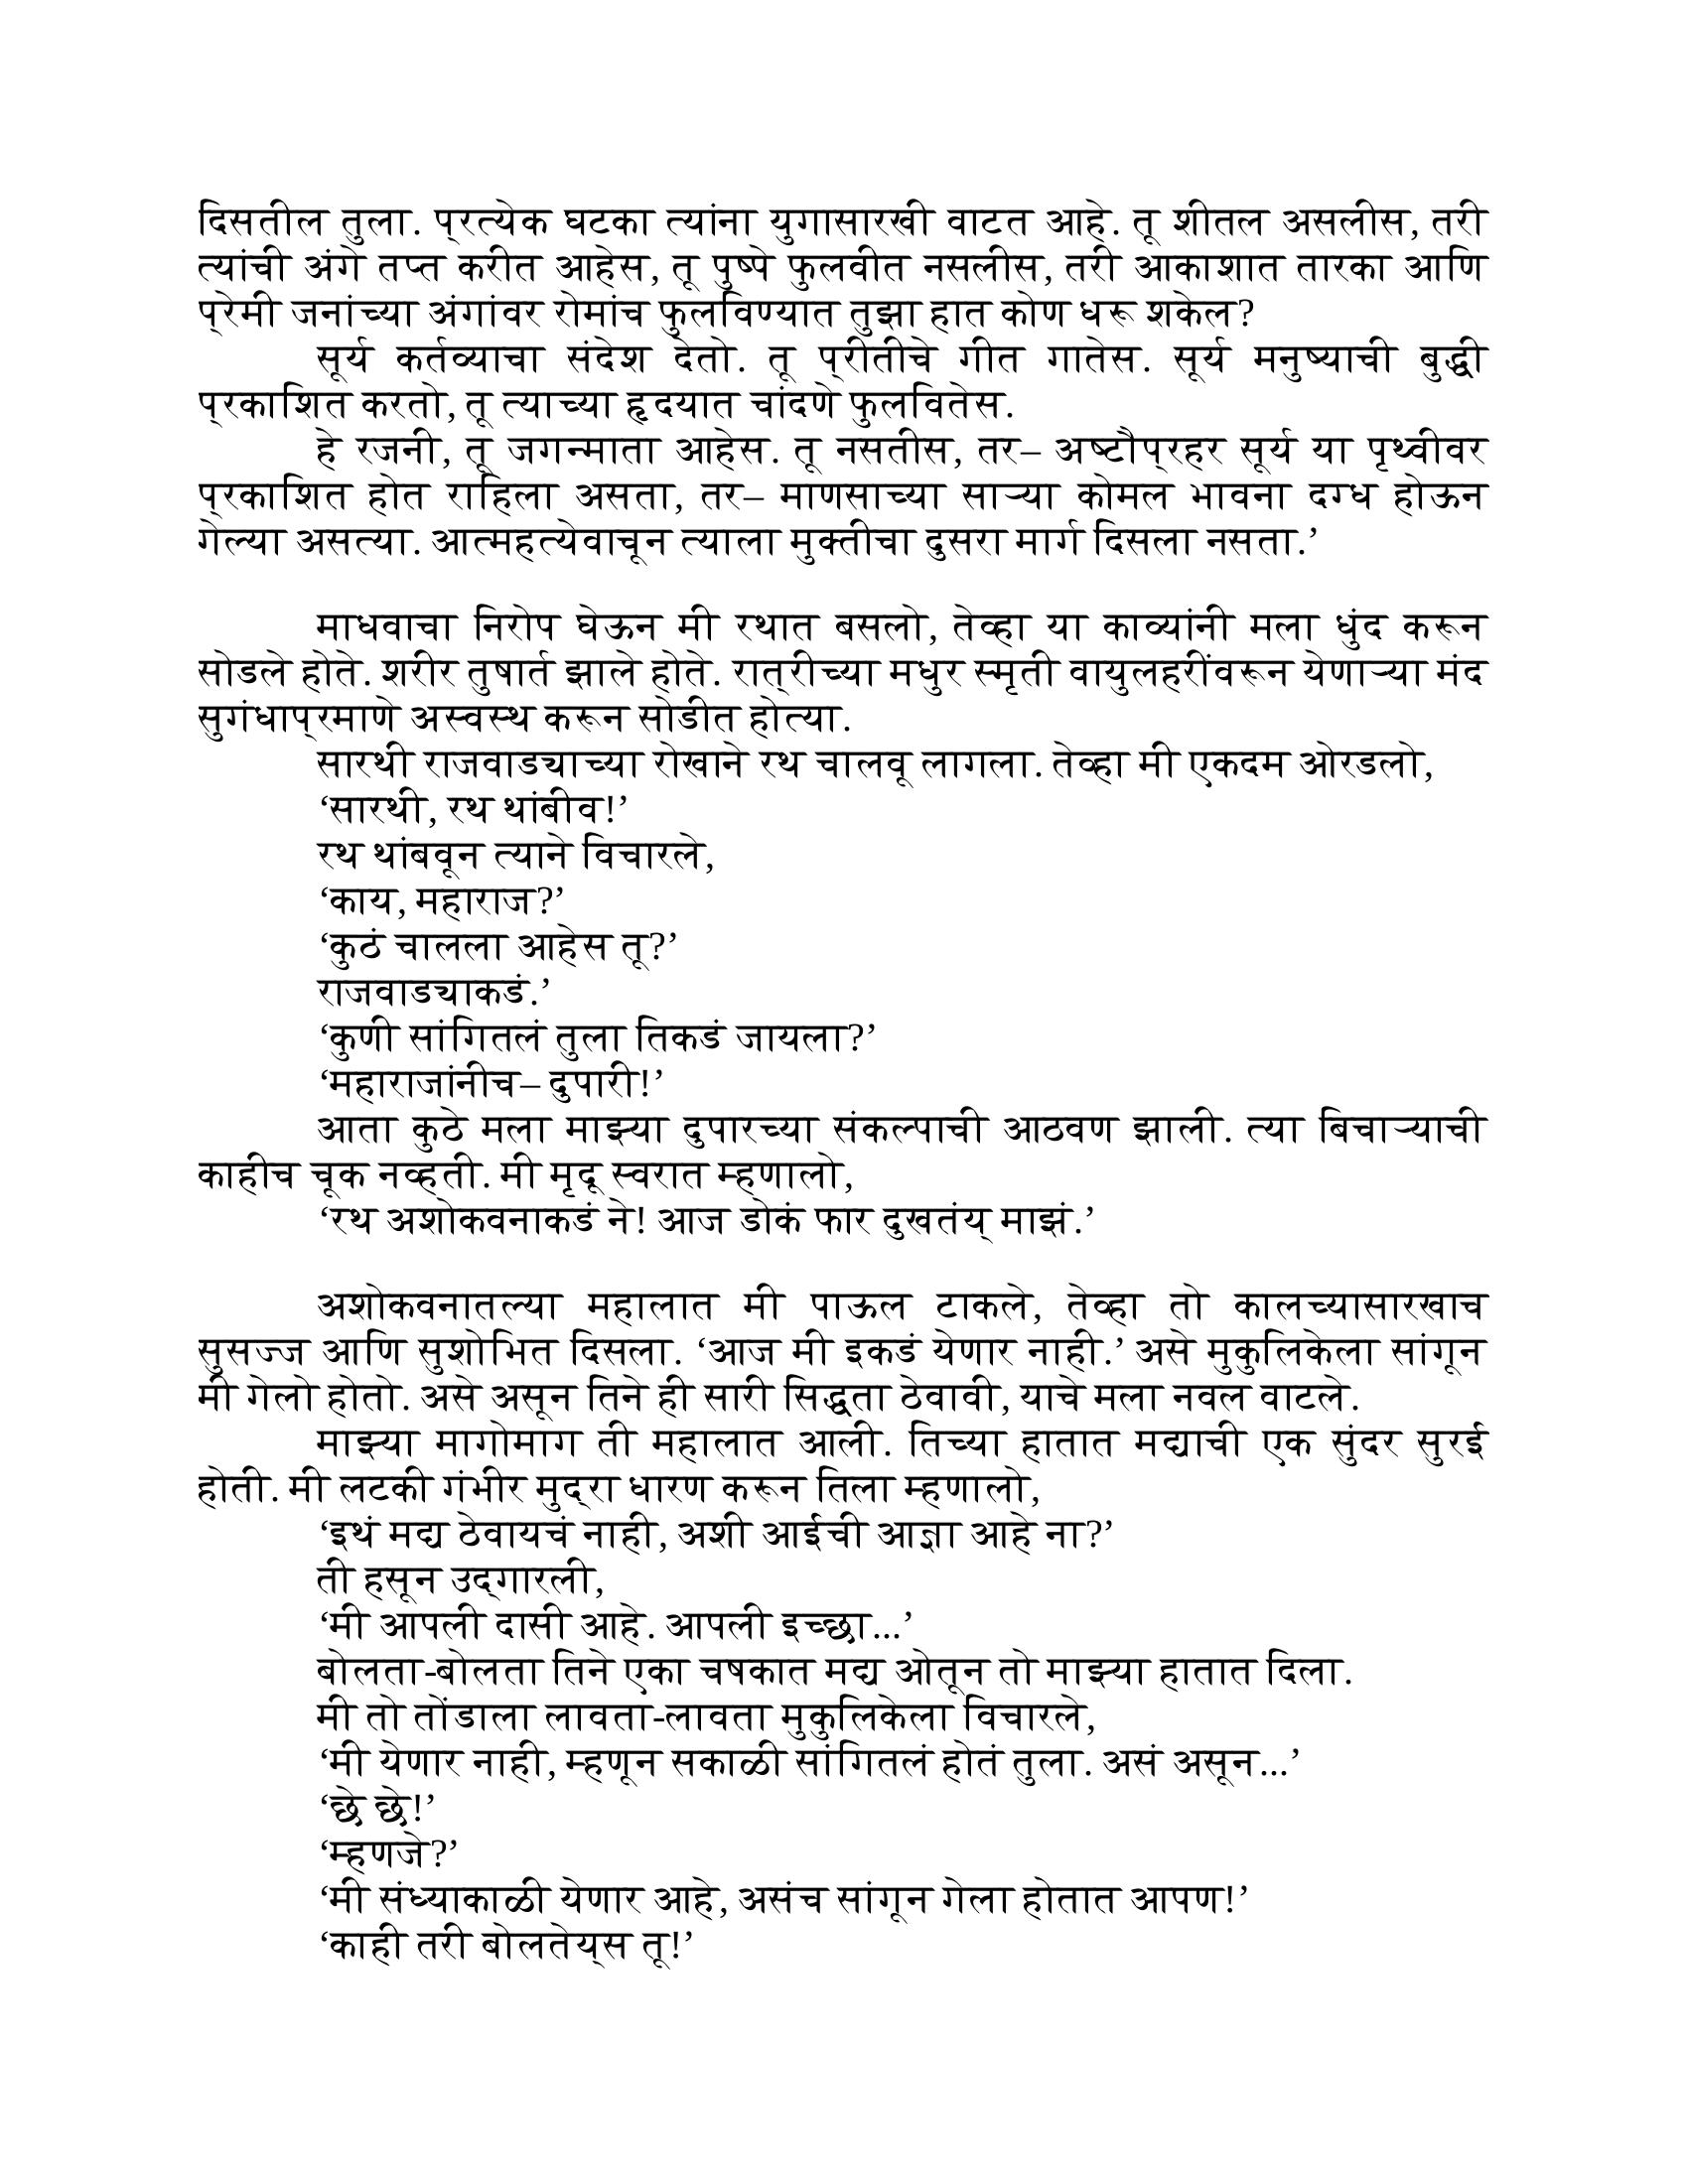 दिसतील तुला. प्रत्येक घटका त्यांना युगासारखी वाटत आहे. तू शीतल असलीस, तरी
त्यांची अंगे तप्त करीत आहेस, तू पुष्पे फुलवीत नसलीस, तरी आकाशात तारका आणि
प्रेमी जनांच्या अंगांवर रोमांच फुलविण्यात तुझा हात कोण धरू शकेल?
सूर्य कर्तव्याचा संदेश देतो. तू प्रीतीचे गीत गातेस. सूर्य मनुष्याची बुद्धी
प्रकाशित करतो, तू त्याच्या हृदयात चांदणे फुलवितेस.
हे रजनी, तू जगन्माता आहेस. तू नसतीस, तर– अष्टौप्रहर सूर्य या पृथ्वीवर
प्रकाशित होत राहिला असता, तर– माणसाच्या साऱ्या कोमल भावना दग्ध होऊन
गेल्या असत्या. आत्महत्येवाचून त्याला मुक्तीचा दुसरा मार्ग दिसला नसता.’
माधवाचा निरोप घेऊन मी रथात बसलो, तेव्हा या काव्यांनी मला धुंद करून
सोडले होते. शरीर तुषार्त झाले होते. रात्रीच्या मधुर स्मृती वायुलहरींवरून येणाऱ्या मंद
सुगंधाप्रमाणे अस्वस्थ करून सोडीत होत्या.
सारथी राजवाड्याच्या रोखाने रथ चालवू लागला. तेव्हा मी एकदम ओरडलो,
‘सारथी, रथ थांबीव!’
रथ थांबवून त्याने विचारले,
‘काय, महाराज?’
‘कुठं चालला आहेस तू?’
राजवाड्याकडं.’
‘कुणी सांगितलं तुला तिकडं जायला?’
‘महाराजांनीच– दुपारी!’
आता कुठे मला माझ्या दुपारच्या संकल्पाची आठवण झाली. त्या बिचाऱ्याची
काहीच चूक नव्हती. मी मृदू स्वरात म्हणालो,
‘रथ अशोकवनाकडं ने! आज डोकं फार दुखतंय् माझं.’
अशोकवनातल्या महालात मी पाऊल टाकले, तेव्हा तो कालच्यासारखाच
सुसज्ज आणि सुशोभित दिसला. ‘आज मी इकडं येणार नाही.’ असे मुकुलिकेला सांगून
मी गेलो होतो. असे असून तिने ही सारी सिद्धता ठेवावी, याचे मला नवल वाटले.
माझ्या मागोमाग ती महालात आली. तिच्या हातात मद्याची एक सुंदर सुरई
होती. मी लटकी गंभीर मुद्रा धारण करून तिला म्हणालो,
‘इथं मद्य ठेवायचं नाही, अशी आईची आज्ञा आहे ना?’
ती हसून उद्‌गारली,
‘मी आपली दासी आहे. आपली इच्छा...’
बोलता-बोलता तिने एका चषकात मद्य ओतून तो माझ्या हातात दिला.
मी तो तोंडाला लावता-लावता मुकुलिकेला विचारले,
‘मी येणार नाही, म्हणून सकाळी सांगितलं होतं तुला. असं असून...’
‘छे छे!’
‘म्हणजे?’
‘मी संध्याकाळी येणार आहे, असंच सांगून गेला होतात आपण!’
‘काही तरी बोलतेय्‌स तू!’